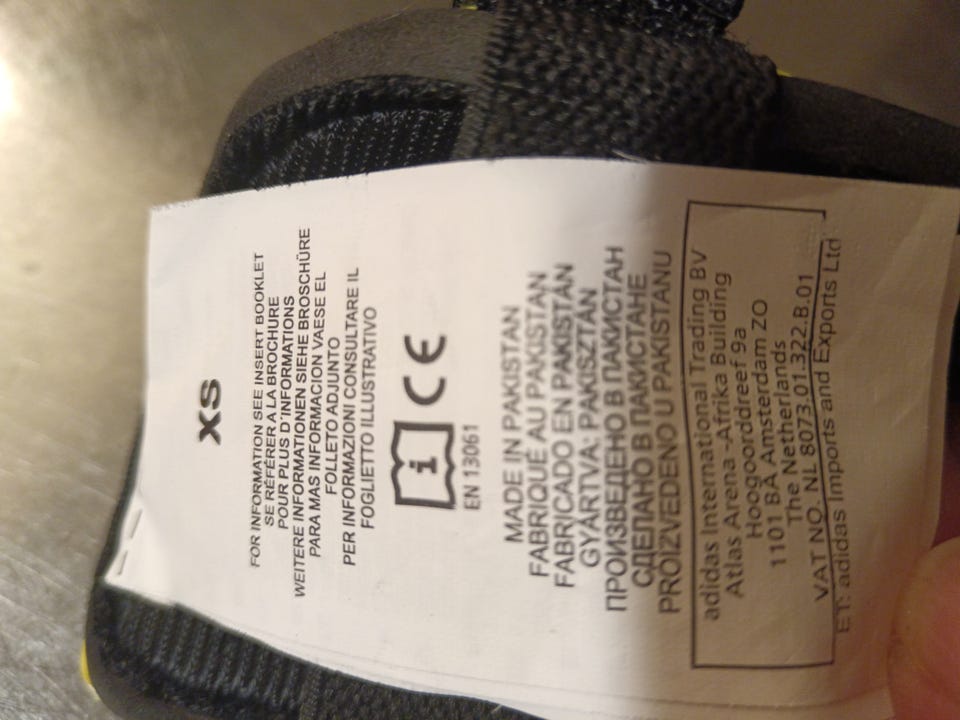 XS
FOR INFORMATION SEE INSERT BOOKLET
SE RÉFÉRER A LA BROCHURE
POUR PLUS D'INFORMATIONS
WEITERE INFORMATIONEN SIEHE BROSCHÜRE
PARA MAS INFORMACION VAESE EL
FOLLETO ADJUNTO
PER INFORMAZIONI CONSULTARE IL
FOGLIETTO ILLUSTRATIVO
i CE
EN 13061
MADE IN PAKISTAN
FABRIQUÉ AU PAKISTAN
FABRICADO EN PAKISTÁN
GYÁRTVA: PAKISZTÁN
ПРОИЗВЕДЕНО В ПАКИСТАН
СДЕЛАНО В ПАКИСТАНЕ
PROIZVEDENO U PAKISTANU
adidas International Trading BV
Atlas Arena -Afrika Building
Hoogoorddreef 9a
1101 BA Amsterdam ZO
The Netherlands
VAT NO. NL 8073.01.322.B.01
ET: adidas Imports and Exports Ltd